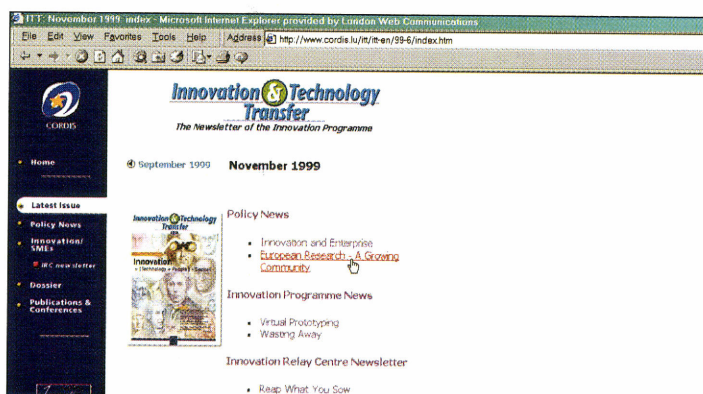 ITT: November 1999 index - Microsoft Internet Explorer provided by London Web Communications
File Edit View Favorites Tools Help Address http://www.cordis.lu/itt/itt-en/99-6/index.htm
CORDIS
Innovation & Technology
Transfer
The Newsletter of the Innovation Programme
Home
September 1999 November 1999
Latest Issue
Policy News
Innovation/
SMEs
IRC newsletter
Dossier
Publications &
Conferences
Innovation & Technology
Transfer
Innovation
Policy News
Innovation and Enterprise
European Research - A Growing
Community
Innovation Programme News
Virtual Prototyping
Wasting Away
Innovation Relay Centre Newsletter
Reap What You Sow